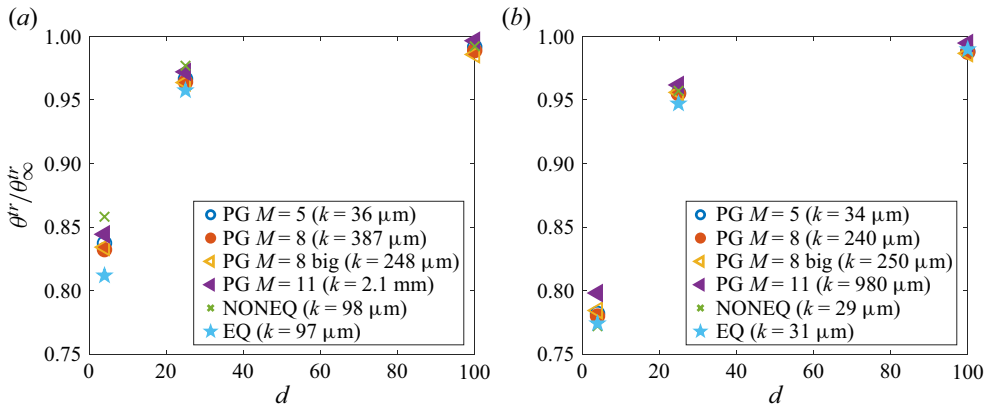 (a)
1.00
0.95
0.90
0.85
0.80
0.75
θ^tr/θ^tr_∞
PG M = 5 (k = 36 µm)
PG M = 8 (k = 387 µm)
PG M = 8 big (k = 248 µm)
PG M = 11 (k = 2.1 mm)
NONEQ (k = 98 µm)
EQ (k = 97 µm)
0 20 40 60 80 100
d
(b)
1.00
0.95
0.90
0.85
0.80
0.75
PG M = 5 (k = 34 µm)
PG M = 8 (k = 240 µm)
PG M = 8 big (k = 250 µm)
PG M = 11 (k = 980 µm)
NONEQ (k = 29 µm)
EQ (k = 31 µm)
0 20 40 60 80 100
d